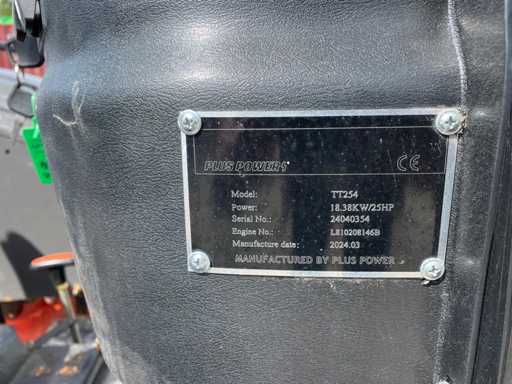 PLUS POWER
CE
Model: TT254
Power: 18.38KW/25HP
Serial No.: 24040354
Engine No.: L810208146B
Manufacture date: 2024.03
MANUFACTURED BY PLUS POWER